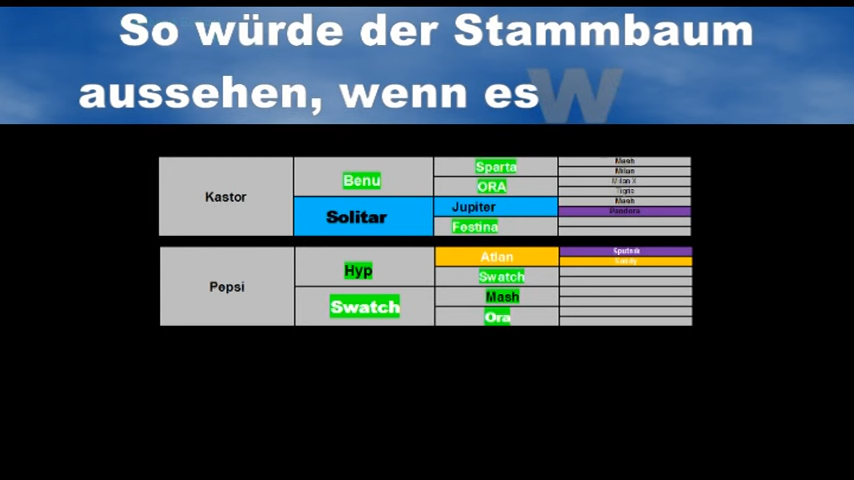 So würde der Stammbaum
aussehen, wenn es w
Kastor
Benu
Solitar
Sparta
ORA
Jupiter
Festina
Mash
Milan
Milan X
Tigris
Mash
Pandora
Pepsi
Hyp
Swatch
Atlan
Swatch
Mash
Ora
Sputnik